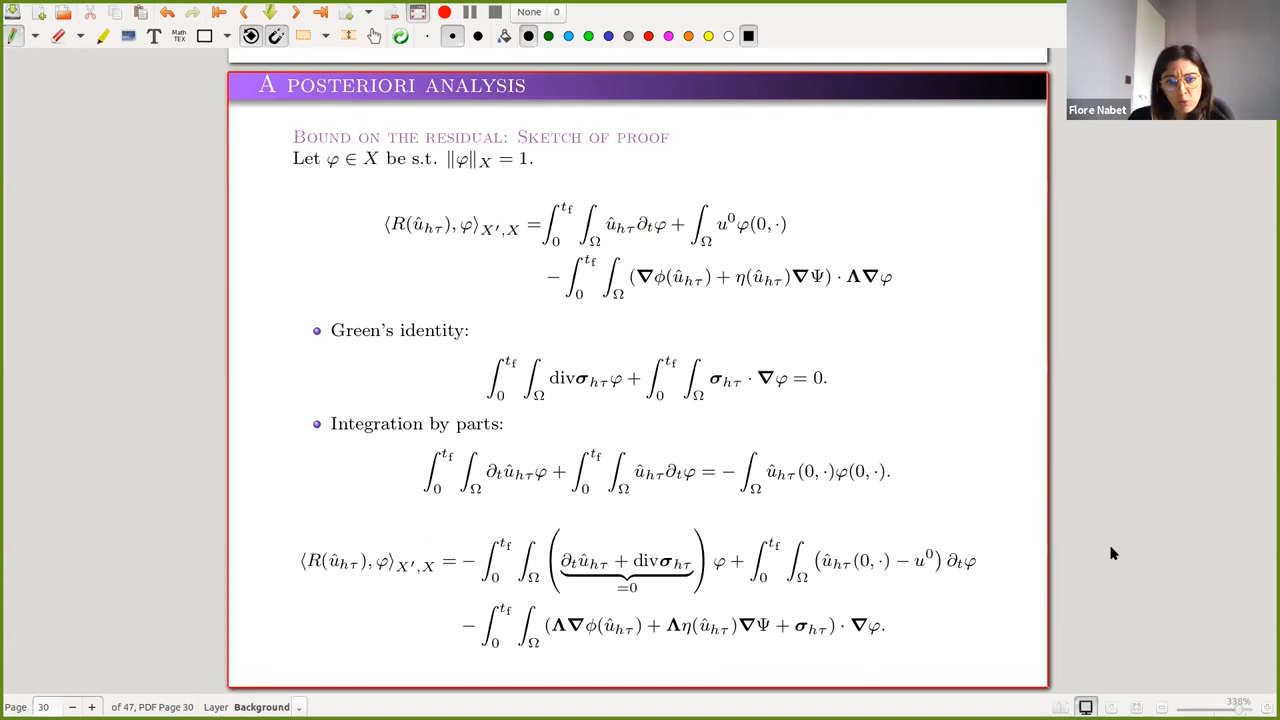 None 0
Math
TEX
Flore Nabet
A POSTERIORI ANALYSIS
BOUND ON THE RESIDUAL: SKETCH OF PROOF
Let φ ∈ X be s.t. ‖φ‖_X = 1.
⟨R(û_{hτ}), φ⟩_{X′,X} = ∫_0^{t_f} ∫_Ω û_{hτ} ∂_t φ + ∫_Ω u^0 φ(0, ·)
− ∫_0^{t_f} ∫_Ω (∇ϕ(û_{hτ}) + η(û_{hτ})∇Ψ) · Λ∇φ
Green's identity:
∫_0^{t_f} ∫_Ω divσ_{hτ} φ + ∫_0^{t_f} ∫_Ω σ_{hτ} · ∇φ = 0.
Integration by parts:
∫_0^{t_f} ∫_Ω ∂_t û_{hτ} φ + ∫_0^{t_f} ∫_Ω û_{hτ} ∂_t φ = − ∫_Ω û_{hτ}(0, ·)φ(0, ·).
⟨R(û_{hτ}), φ⟩_{X′,X} = − ∫_0^{t_f} ∫_Ω (∂_t û_{hτ} + divσ_{hτ}) φ + ∫_0^{t_f} ∫_Ω (û_{hτ}(0, ·) − u^0) ∂_t φ
=0
− ∫_0^{t_f} ∫_Ω (Λ∇ϕ(û_{hτ}) + Λη(û_{hτ})∇Ψ + σ_{hτ}) · ∇φ.
Page 30 − + of 47, PDF Page 30 Layer Background 338%